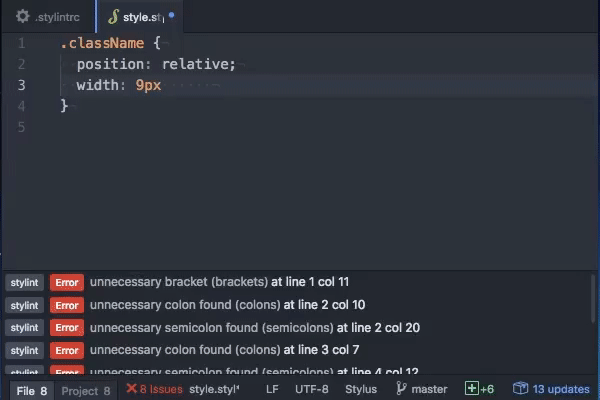 .stylintrc
style.sty
1 .className {
2 position: relative;
3 width: 9px
4 }
5
stylint Error unnecessary bracket (brackets) at line 1 col 11
stylint Error unnecessary colon found (colons) at line 2 col 10
stylint Error unnecessary semicolon found (semicolons) at line 2 col 20
stylint Error unnecessary colon found (colons) at line 3 col 7
stylint Error unnecessary semicolon found (semicolons) at line 4 col 12
File 8 Project 8 8 Issues style.styl* LF UTF-8 Stylus master +6 13 updates